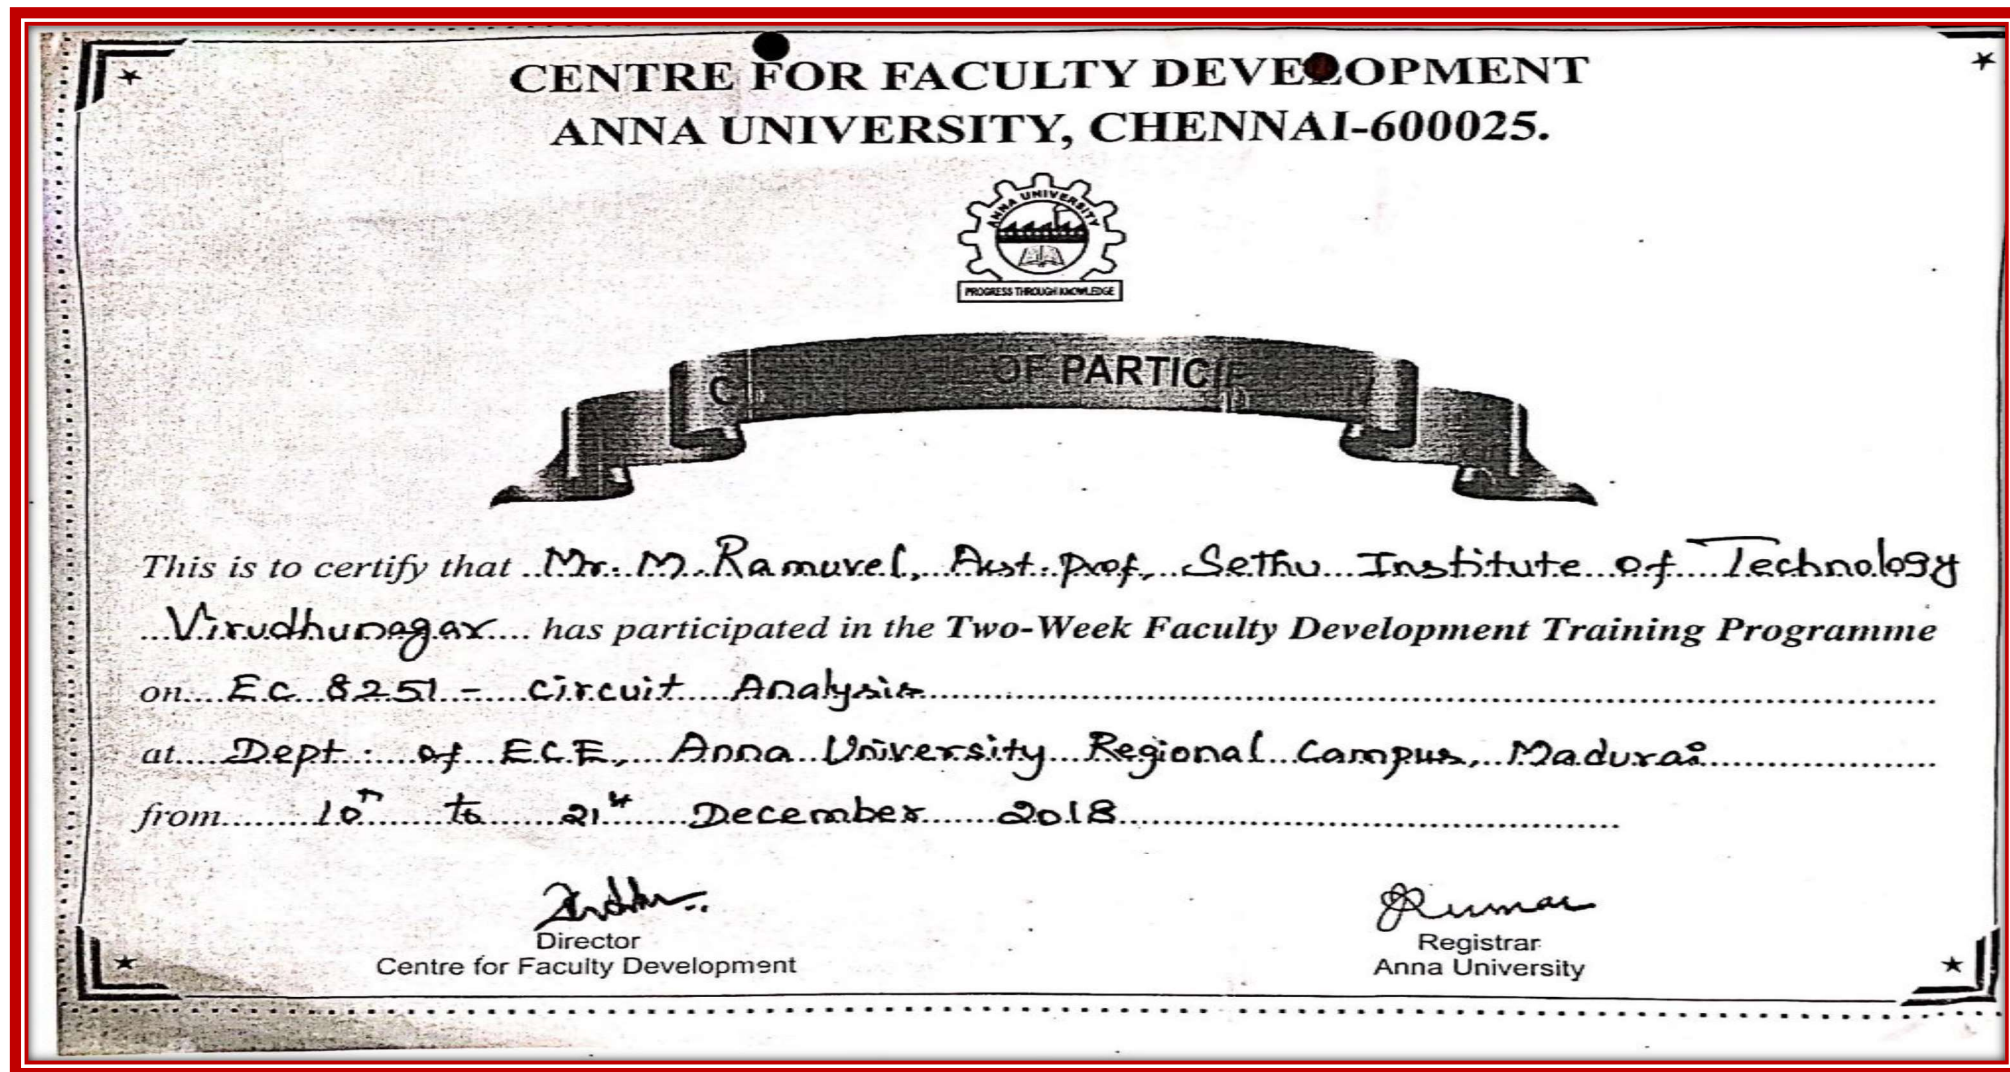 CENTRE FOR FACULTY DEVELOPMENT
ANNA UNIVERSITY, CHENNAI-600025.
ANNA UNIVERSITY
PROGRESS THROUGH KNOWLEDGE
OF PARTICIP
This is to certify that Mr. M. Ramuvel, Asst. Prof, Sethu Institute of Technology
Virudhunagar has participated in the Two-Week Faculty Development Training Programme
on EC 8251 - Circuit Analysis
at Dept. of ECE, Anna University Regional Campus, Madurai
from 10th to 21st December 2018
Director
Centre for Faculty Development
Kumar
Registrar
Anna University